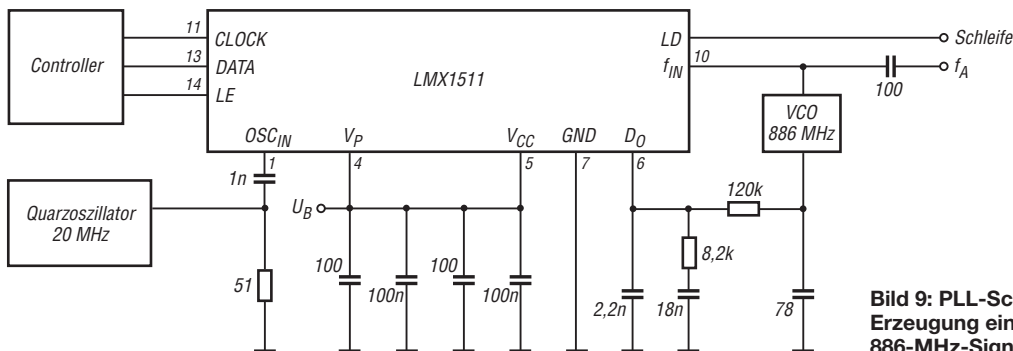 11
CLOCK
LD
Schleife
Controller
13
DATA
f_IN
10
f_A
14
LE
LMX1511
100
VCO
886 MHz
OSC_IN
V_P
V_CC
GND
D_O
1
4
5
7
6
1n
120k
Quarzoszillator
20 MHz
U_B
8,2k
51
100
100n
100
100n
2,2n
18n
78
Bild 9: PLL-Sc
Erzeugung ein
886-MHz-Sign